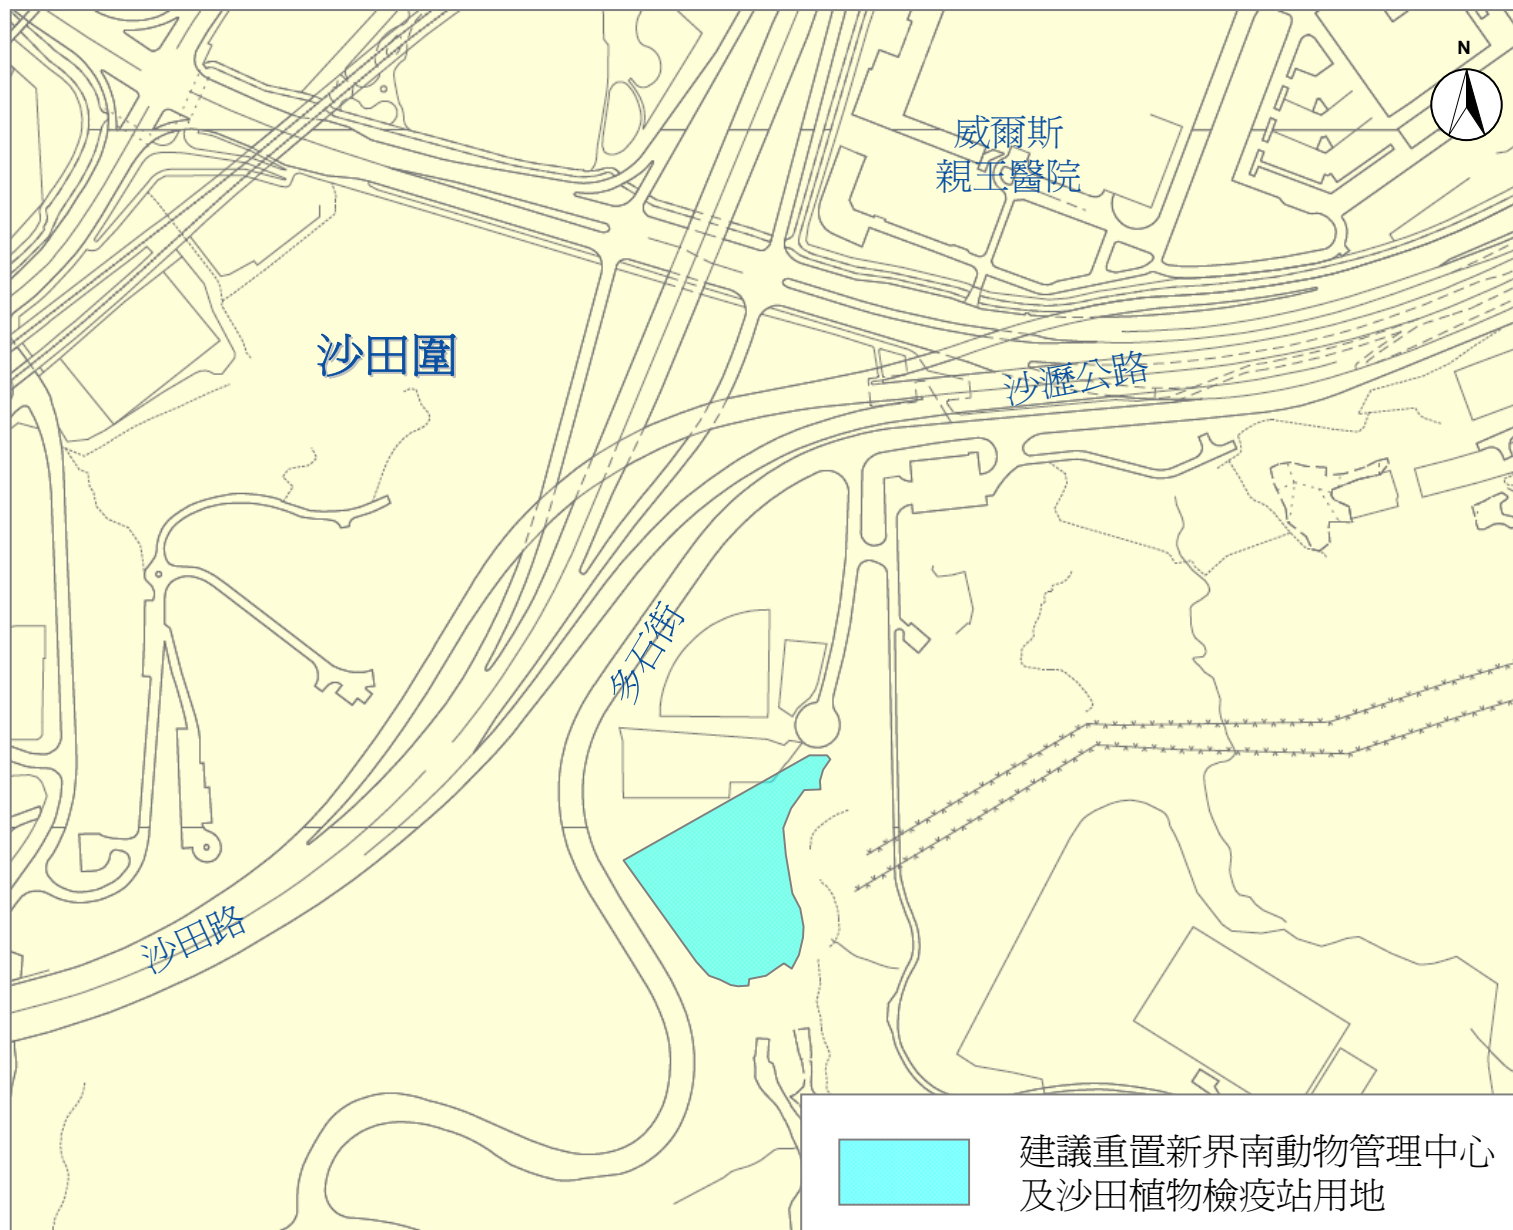 N
威爾斯
親王醫院
沙田圍
沙瀝公路
多石街
沙田路
建議重置新界南動物管理中心
及沙田植物檢疫站用地